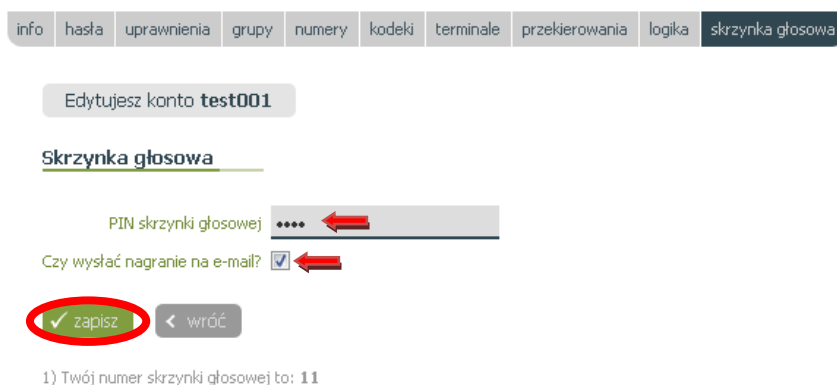 info hasła uprawnienia grupy numery kodeki terminale przekierowania logika skrzynka głosowa
Edytujesz konto test001
Skrzynka głosowa
PIN skrzynki głosowej ••••
Czy wysłać nagranie na e-mail?
zapisz wróć
1) Twój numer skrzynki głosowej to: 11